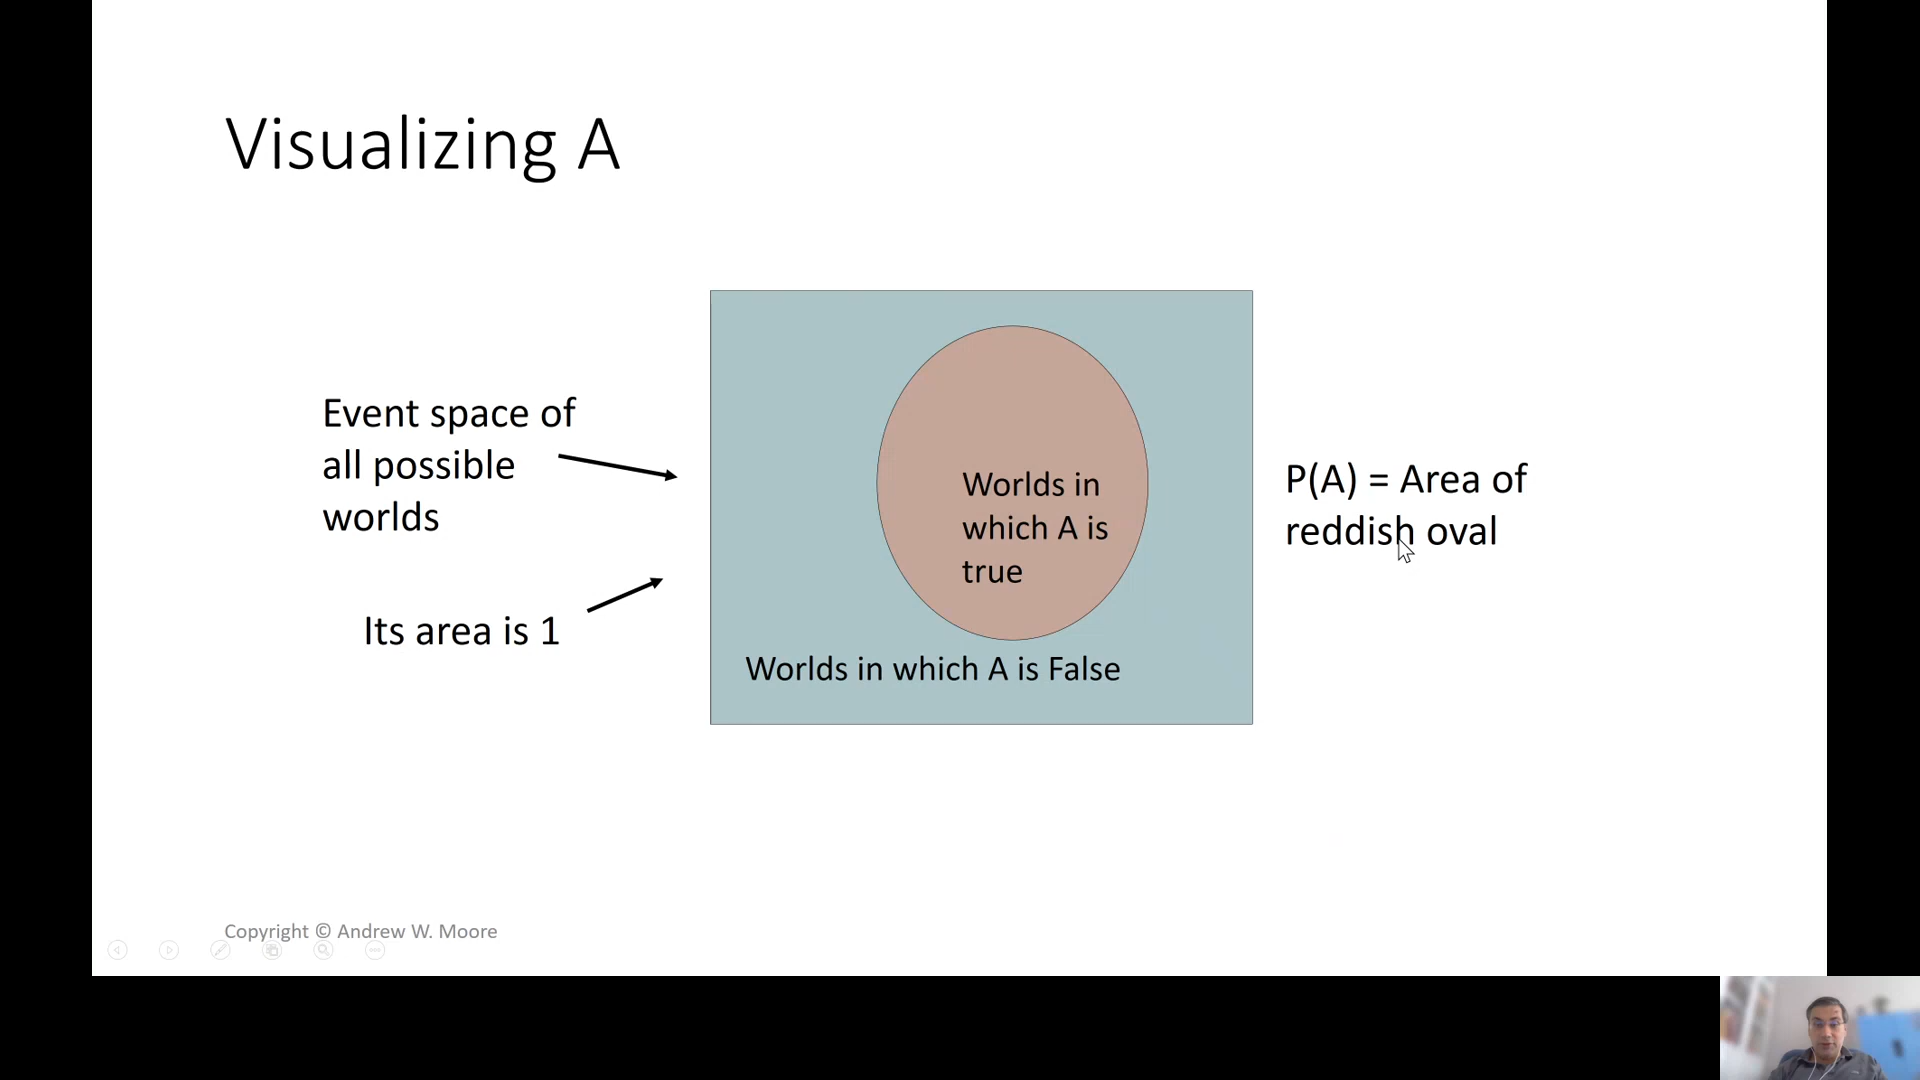 Visualizing A
Event space of
all possible
worlds
Its area is 1
Worlds in
which A is
true
Worlds in which A is False
P(A) = Area of
reddish oval
Copyright © Andrew W. Moore